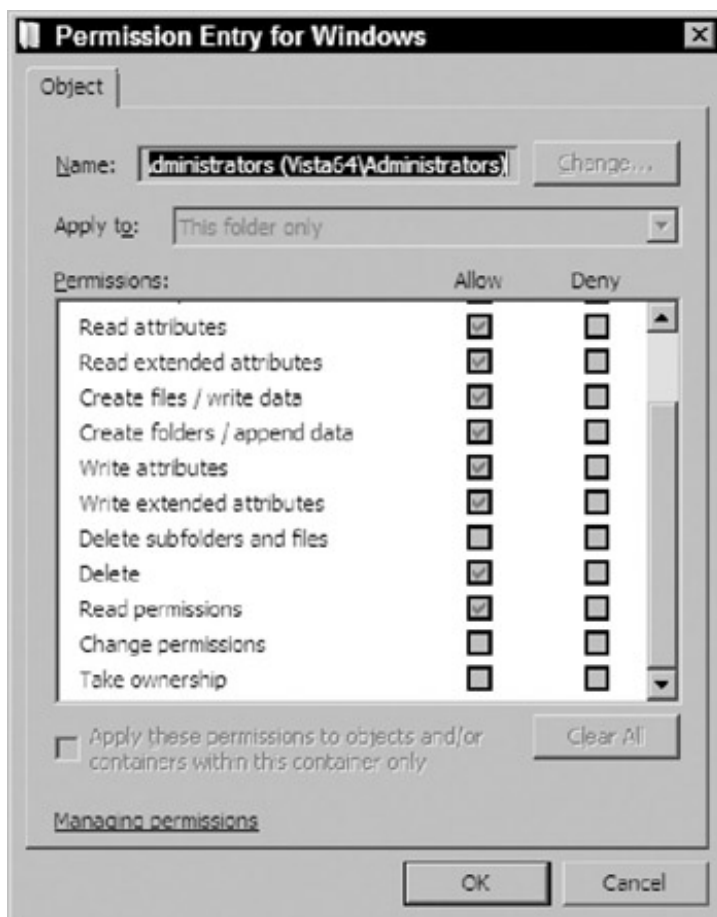 Permission Entry for Windows
Object
Name: dministrators (Vista64\Administrators) Change...
Apply to: This folder only
Permissions: Allow Deny
Read attributes
Read extended attributes
Create files / write data
Create folders / append data
Write attributes
Write extended attributes
Delete subfolders and files
Delete
Read permissions
Change permissions
Take ownership
Apply these permissions to objects and/or
containers within this container only
Clear All
Managing permissions
OK Cancel